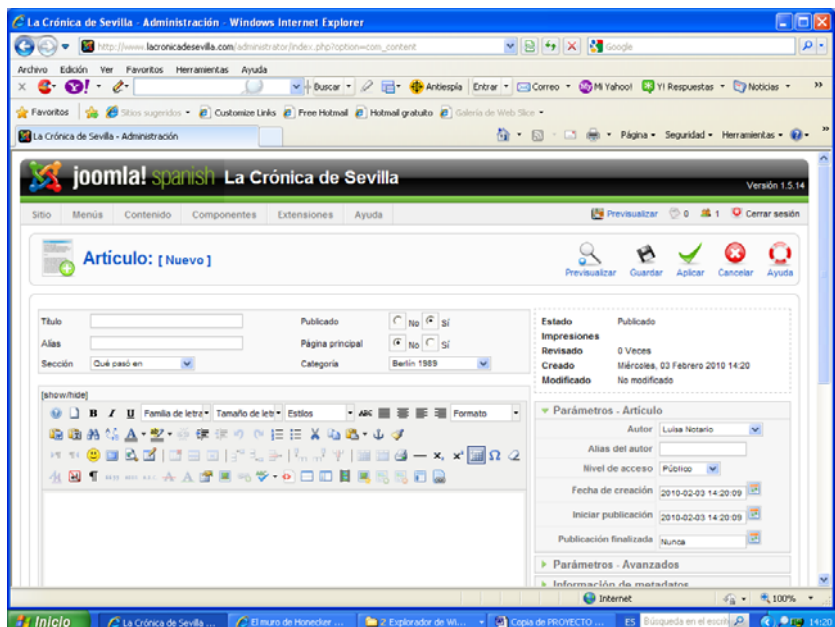 La Crónica de Sevilla - Administración - Windows Internet Explorer
http://www.lacronicadesevilla.com/administrator/index.php?option=com_content
Google
Archivo Edición Ver Favoritos Herramientas Ayuda
Buscar Antiespía Entrar Correo Mi Yahoo! Y! Respuestas Noticias
Favoritos Sitios sugeridos Customize Links Free Hotmail Hotmail gratuito Galería de Web Slice
La Crónica de Sevilla - Administración
Página Seguridad Herramientas
joomla! spanish La Crónica de Sevilla
Versión 1.5.14
Sitio Menús Contenido Componentes Extensiones Ayuda
Previsualizar 0 1 Cerrar sesión
Artículo: [ Nuevo ]
Previsualizar Guardar Aplicar Cancelar Ayuda
Título
Publicado No Sí
Alias
Página principal No Sí
Sección Qué pasó en
Categoría Berlín 1989
Estado Publicado
Impresiones
Revisado 0 Veces
Creado Miércoles, 03 Febrero 2010 14:20
Modificado No modificado
[show/hide]
B I U Familia de letra Tamaño de letr Estilos ABC Formato
Parámetros - Artículo
Autor Luisa Notario
Alias del autor
Nivel de acceso Público
Fecha de creación 2010-02-03 14:20:09
Iniciar publicación 2010-02-03 14:20:09
Publicación finalizada Nunca
Parámetros - Avanzados
Información de metadatos
Internet
100%
Inicio
La Crónica de Sevilla ...
El muro de Honecker ...
2 Explorador de Wi...
Copia de PROYECTO ...
ES
Búsqueda en el escrit
14:20